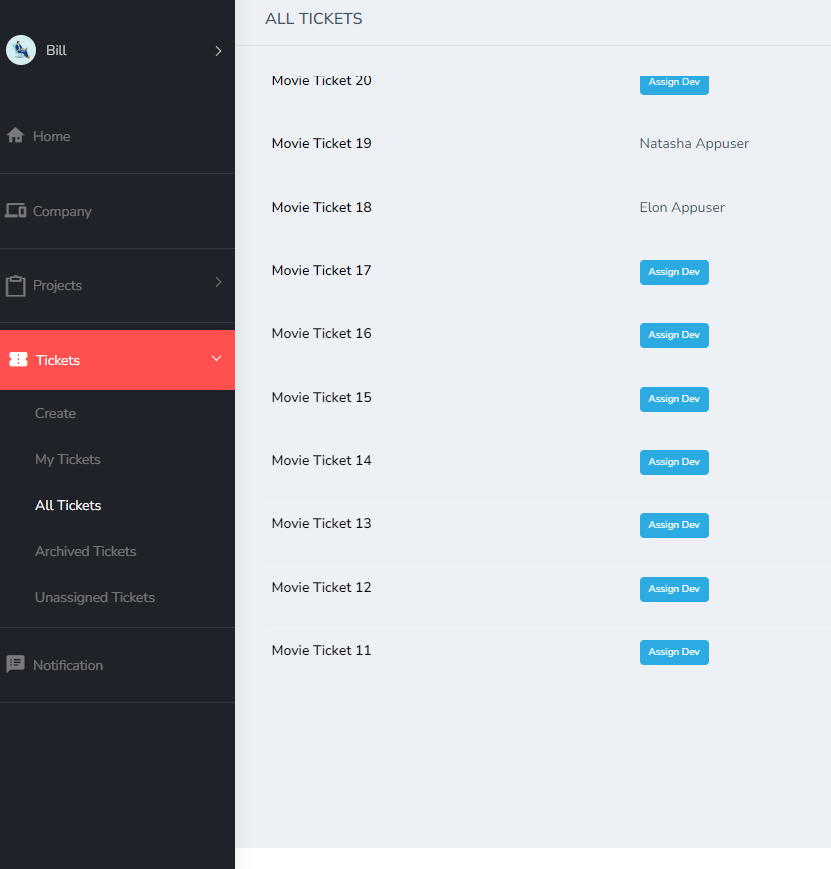 Bill
Home
Company
Projects
Tickets
Create
My Tickets
All Tickets
Archived Tickets
Unassigned Tickets
Notification
ALL TICKETS
Movie Ticket 20 Assign Dev
Movie Ticket 19 Natasha Appuser
Movie Ticket 18 Elon Appuser
Movie Ticket 17 Assign Dev
Movie Ticket 16 Assign Dev
Movie Ticket 15 Assign Dev
Movie Ticket 14 Assign Dev
Movie Ticket 13 Assign Dev
Movie Ticket 12 Assign Dev
Movie Ticket 11 Assign Dev